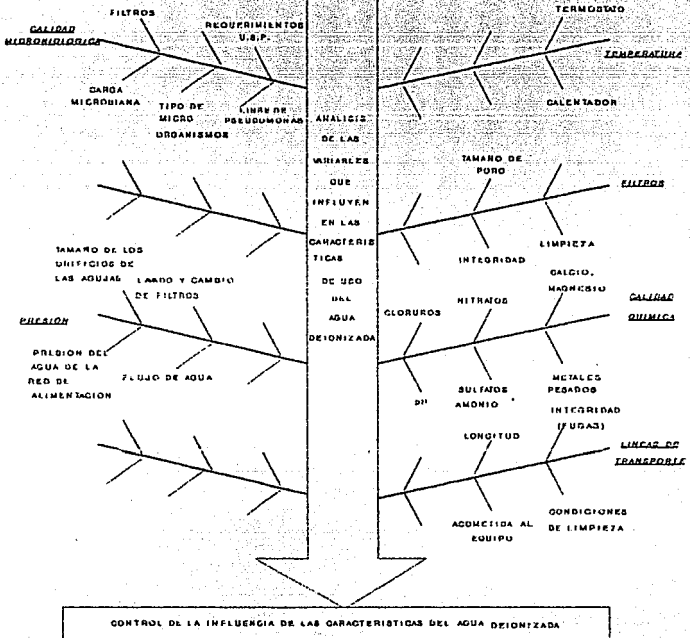 FILTROS
REQUERIMIENTOS
U.S.P.
CALIDAD
CARGA
MICROBIANA
TIPO DE
MICRO
ORGANISMOS
LIBRE DE
PSEUDOMONAS
TERMOSTATO
TEMPERATURA
CALENTADOR
ANALISIS
DE LAS
VARIABLES
QUE
INFLUYEN
EN LAS
CARACTERIS
TICAS
DE USO
DEL
AGUA
DEIONIZADA
TAMAÑO DE
PORO
FILTROS
INTEGRIDAD
LIMPIEZA
TAMAÑO DE LOS
ORIFICIOS DE
LAS AGUJAS
Y CAMBIO
DE FILTROS
PRESIÓN
PRESION DEL
AGUA DE LA
RED DE
ALIMENTACION
FLUJO DE AGUA
CLORUROS
NITRATOS
CALCIO,
MAGNESIO
CALIDAD
QUIMICA
pH
SULFATOS
AMONIO
METALES
PESADOS
LONGITUD
INTEGRIDAD
(FUGAS)
LINEAS DE
TRANSPORTE
ACOMETIDA AL
EQUIPO
CONDICIONES
DE LIMPIEZA
CONTROL DE LA INFLUENCIA DE LAS CARACTERISTICAS DEL AGUA DEIONIZADA